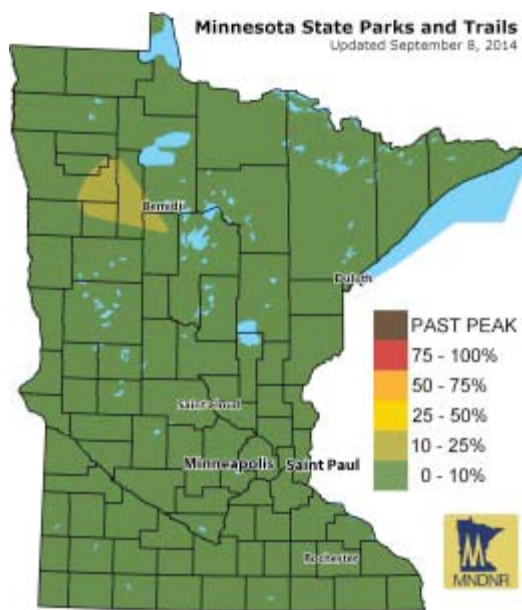 Minnesota State Parks and Trails
Updated September 8, 2014
Bemidji
Duluth
PAST PEAK
75 - 100%
50 - 75%
25 - 50%
10 - 25%
0 - 10%
Saint Cloud
Minneapolis
Saint Paul
Rochester
M
MNDNR